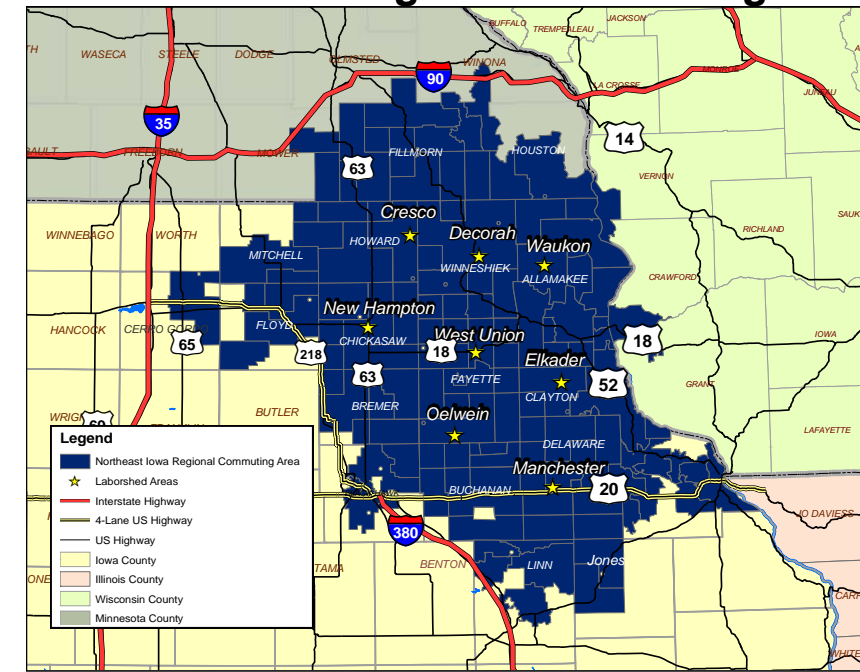 BUFFALO
JACKSON
TREMPEALEAU
WASECA
STEELE
DODGE
OLMSTED
WINONA
90
MONROE
LA CROSSE
JUNEAU
35
14
FREEBORN
MOWER
FILLMORN
HOUSTON
63
VERNON
Cresco
SAUK
WINNEBAGO
WORTH
HOWARD
Decorah
Waukon
RICHLAND
MITCHELL
WINNESHIEK
ALLAMAKEE
CRAWFORD
New Hampton
HANCOCK
CERRO GORDO
FLOYD
CHICKASAW
West Union
IOWA
65
218
18
18
Elkader
63
FAYETTE
52
GRANT
CLAYTON
BUTLER
BREMER
Oelwein
LAFAYETTE
DELAWARE
Manchester
BUCHANAN
20
JO DAVIESS
380
TAMA
BENTON
LINN
Jones
Legend
Northeast Iowa Regional Commuting Area
Laborshed Areas
Interstate Highway
4-Lane US Highway
US Highway
Iowa County
Illinois County
Wisconsin County
Minnesota County